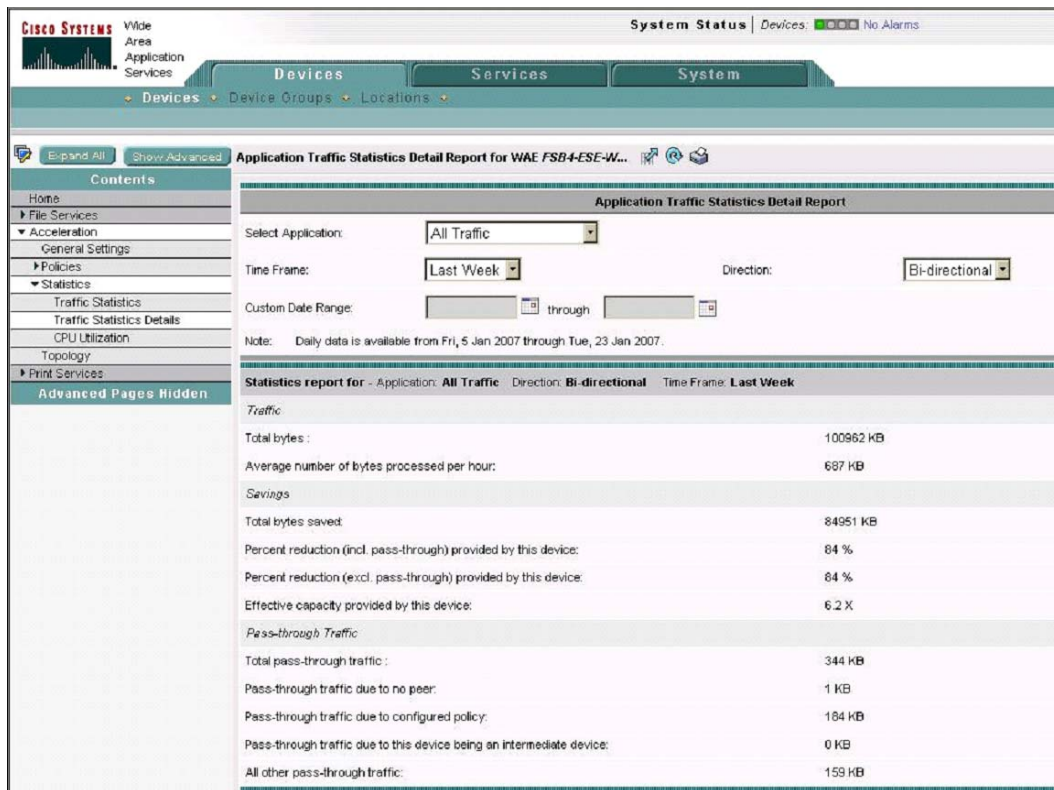 CISCO SYSTEMS
Wide
Area
Application
Services
System Status | Devices: No Alarms
Devices Services System
Devices Device Groups Locations
Expand All Show Advanced Application Traffic Statistics Detail Report for WAE FSB4-ESE-W...
Contents
Home
File Services
Acceleration
General Settings
Policies
Statistics
Traffic Statistics
Traffic Statistics Details
CPU Utilization
Topology
Print Services
Advanced Pages Hidden
Application Traffic Statistics Detail Report
Select Application: All Traffic
Time Frame: Last Week Direction: Bi-directional
Custom Date Range: through
Note: Daily data is available from Fri, 5 Jan 2007 through Tue, 23 Jan 2007.
Statistics report for - Application: All Traffic Direction: Bi-directional Time Frame: Last Week
Traffic
Total bytes : 100962 KB
Average number of bytes processed per hour: 687 KB
Savings
Total bytes saved: 84951 KB
Percent reduction (incl. pass-through) provided by this device: 84 %
Percent reduction (excl. pass-through) provided by this device: 84 %
Effective capacity provided by this device: 6.2 X
Pass-through Traffic
Total pass-through traffic : 344 KB
Pass-through traffic due to no peer: 1 KB
Pass-through traffic due to configured policy: 184 KB
Pass-through traffic due to this device being an intermediate device: 0 KB
All other pass-through traffic: 159 KB